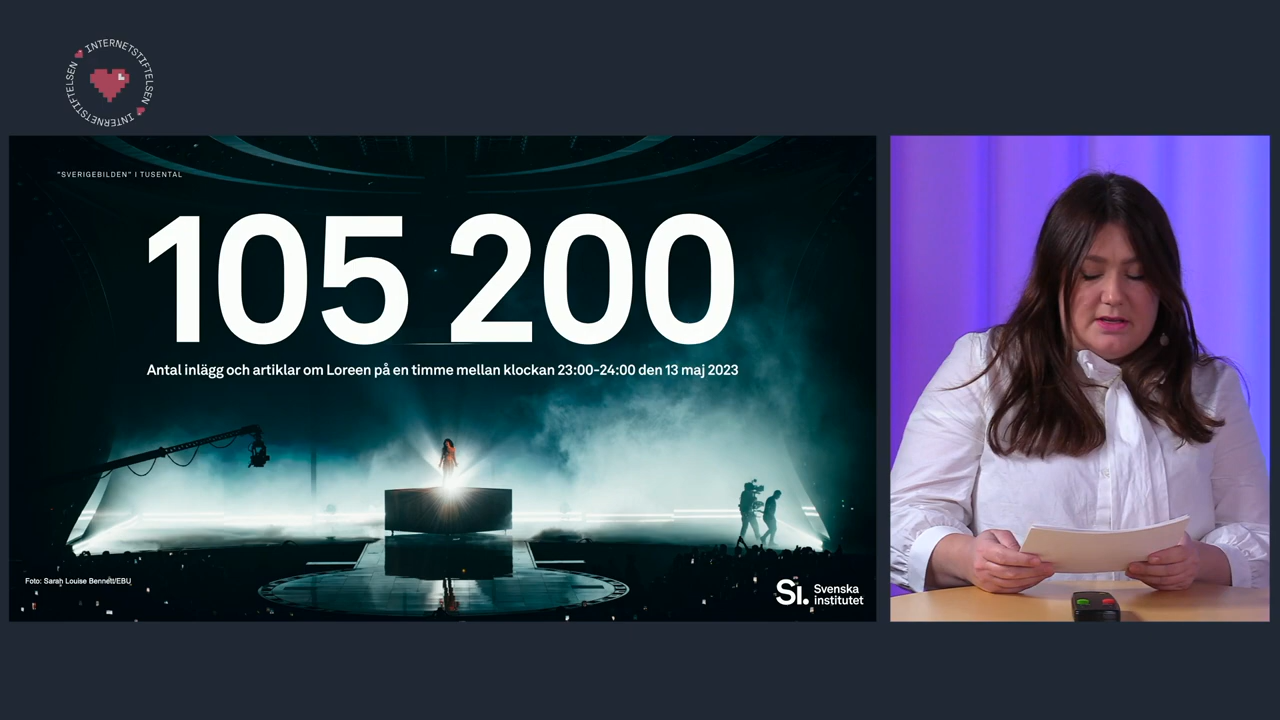 INTERNETSTIFTELSEN
INTERNETSTIFTELSEN
"SVERIGEBILDEN" I TUSENTAL
105 200
Antal inlägg och artiklar om Loreen på en timme mellan klockan 23:00-24:00 den 13 maj 2023
Foto: Sarah Louise Bennett/EBU
Si. Svenska
institutet